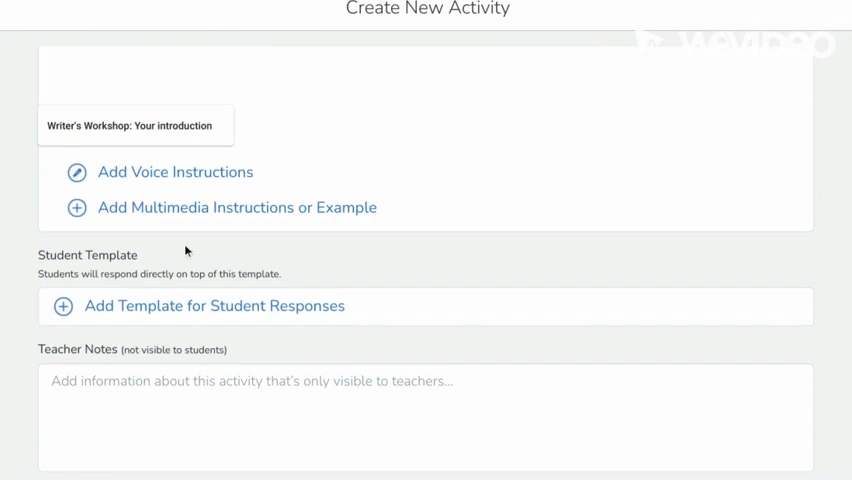 Create New Activity
WeVideo
Writer's Workshop: Your introduction
Add Voice Instructions
Add Multimedia Instructions or Example
Student Template
Students will respond directly on top of this template.
Add Template for Student Responses
Teacher Notes (not visible to students)
Add information about this activity that's only visible to teachers...